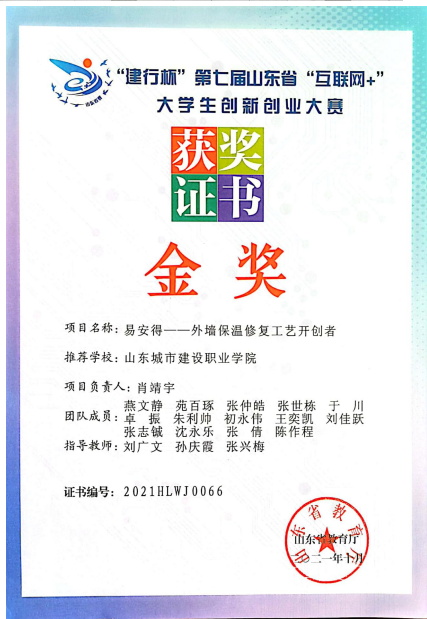 “建行杯”第七届山东省“互联网+”
大学生创新创业大赛
获奖
证书
金奖
项目名称：易安得——外墙保温修复工艺开创者
推荐学校：山东城市建设职业学院
项目负责人：肖靖宇
团队成员：燕文静 苑百琢 张仲皓 张世栋 于川
卓振 朱利帅 初永伟 王奕凯 刘佳跃
张志铖 沈永乐 张倩 陈作程
指导教师：刘广文 孙庆霞 张兴梅
证书编号：2021HLWJ0066
山东省教育厅
山东省教育厅
二〇二一年十月